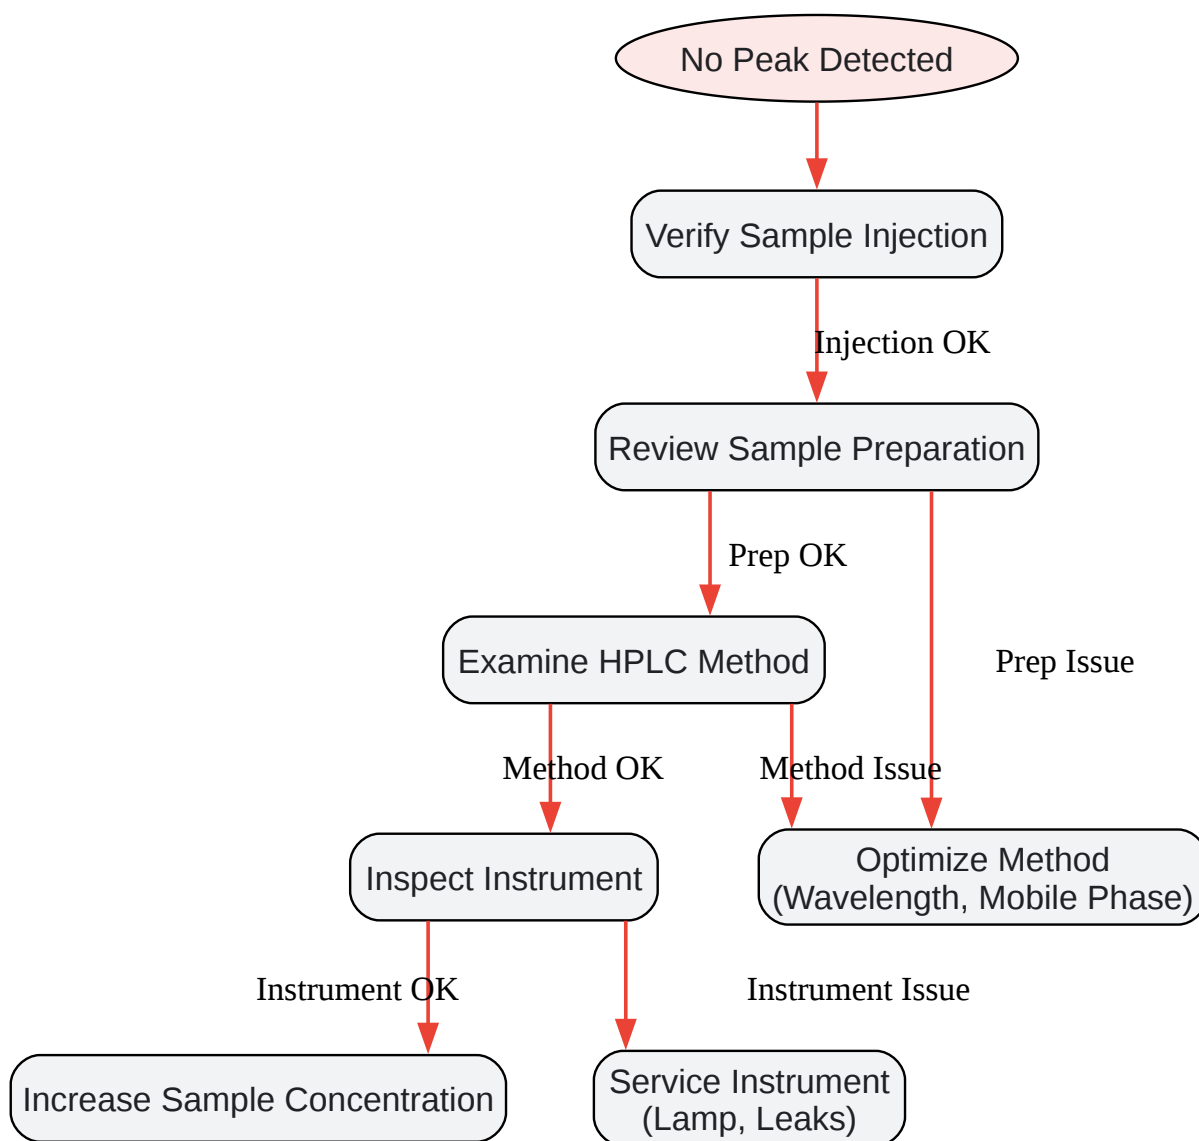 No Peak Detected
Verify Sample Injection
Injection OK
Review Sample Preparation
Prep OK
Examine HPLC Method
Prep Issue
Method OK
Method Issue
Inspect Instrument
Optimize Method
(Wavelength, Mobile Phase)
Instrument OK
Instrument Issue
Increase Sample Concentration
Service Instrument
(Lamp, Leaks)